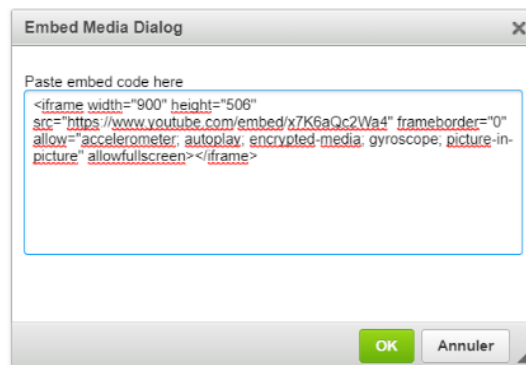 Embed Media Dialog
Paste embed code here
<iframe width="900" height="506"
src="https://www.youtube.com/embed/x7K6aQc2Wa4" frameborder="0"
allow="accelerometer; autoplay; encrypted-media; gyroscope; picture-in-
picture" allowfullscreen></iframe>
OK
Annuler